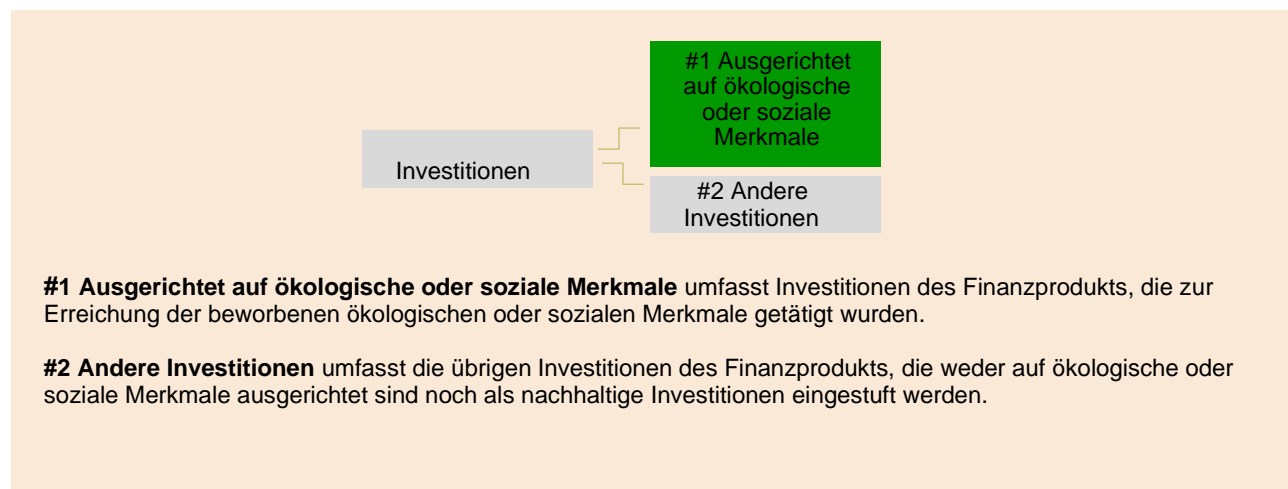 #1 Ausgerichtet
auf ökologische
oder soziale
Merkmale
Investitionen
#2 Andere
Investitionen
#1 Ausgerichtet auf ökologische oder soziale Merkmale umfasst Investitionen des Finanzprodukts, die zur
Erreichung der beworbenen ökologischen oder sozialen Merkmale getätigt wurden.
#2 Andere Investitionen umfasst die übrigen Investitionen des Finanzprodukts, die weder auf ökologische oder
soziale Merkmale ausgerichtet sind noch als nachhaltige Investitionen eingestuft werden.